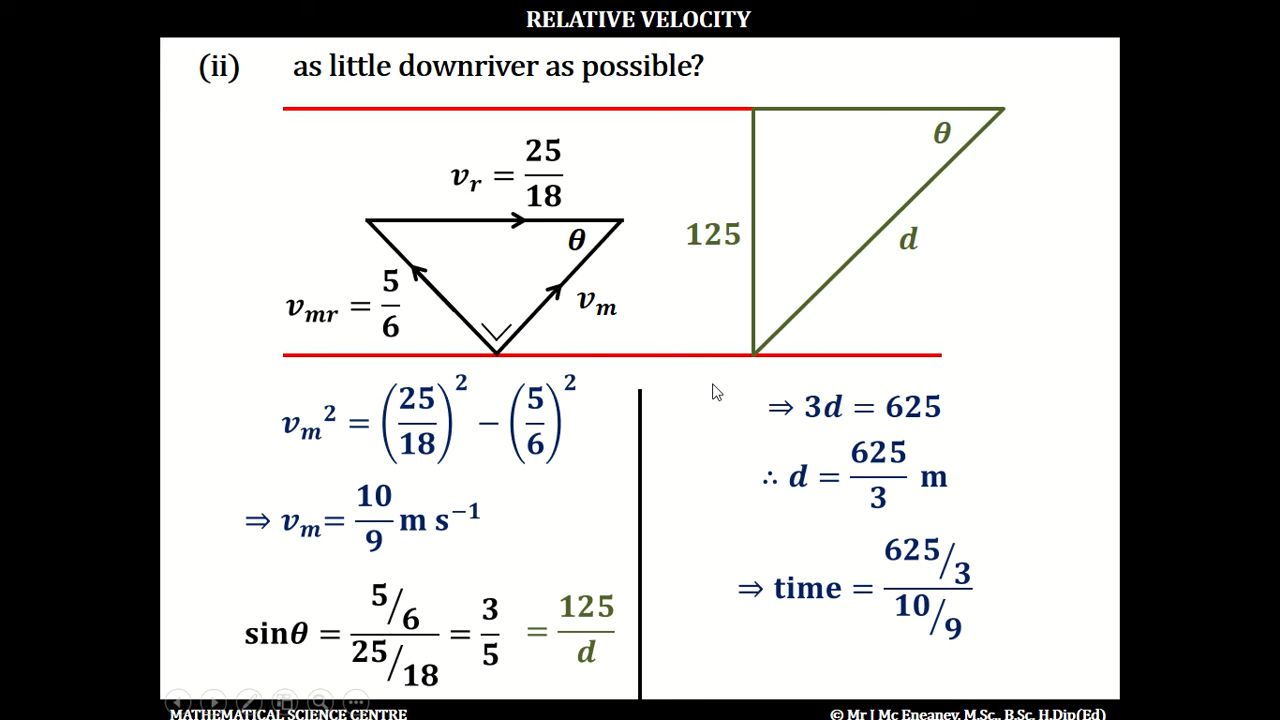 RELATIVE VELOCITY
(ii) as little downriver as possible?
v_r = 25/18
θ
v_mr = 5/6
v_m
125
θ
d
v_m² = (25/18)² − (5/6)²
⇒ v_m = 10/9 m s⁻¹
sinθ = (5/6)/(25/18) = 3/5 = 125/d
⇒ 3d = 625
∴ d = 625/3 m
⇒ time = (625/3)/(10/9)
MATHEMATICAL SCIENCE CENTRE
© Mr J Mc Eneaney, M.Sc., B.Sc, H.Dip(Ed)